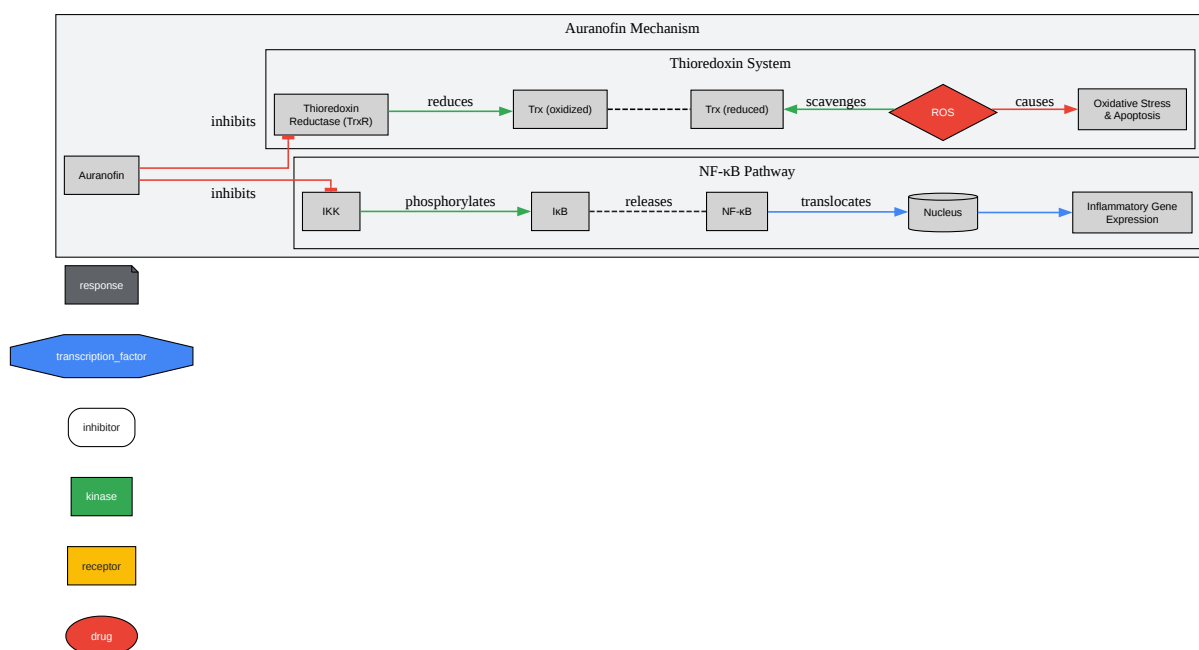 Auranofin Mechanism
Thioredoxin System
Thioredoxin
Reductase (TrxR)
reduces
Trx (oxidized)
Trx (reduced)
scavenges
ROS
causes
Oxidative Stress
& Apoptosis
inhibits
Auranofin
inhibits
NF-κB Pathway
IKK
phosphorylates
IκB
releases
NF-κB
translocates
Nucleus
Inflammatory Gene
Expression
response
transcription_factor
inhibitor
kinase
receptor
drug